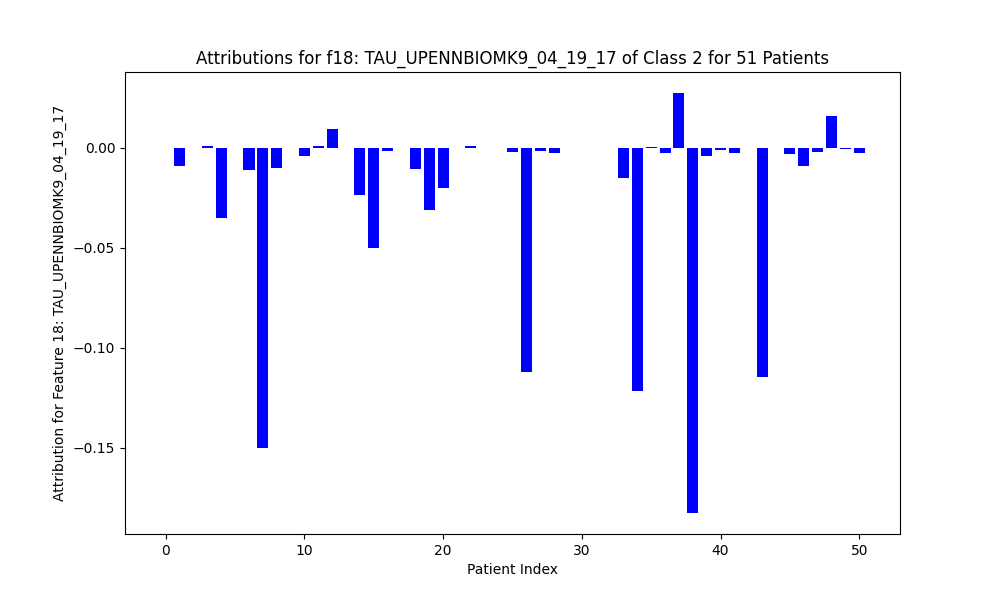 Attributions for f18: TAU_UPENNBIOMK9_04_19_17 of Class 2 for 51 Patients
Attribution for Feature 18: TAU_UPENNBIOMK9_04_19_17
0.00
−0.05
−0.10
−0.15
0 10 20 30 40 50
Patient Index